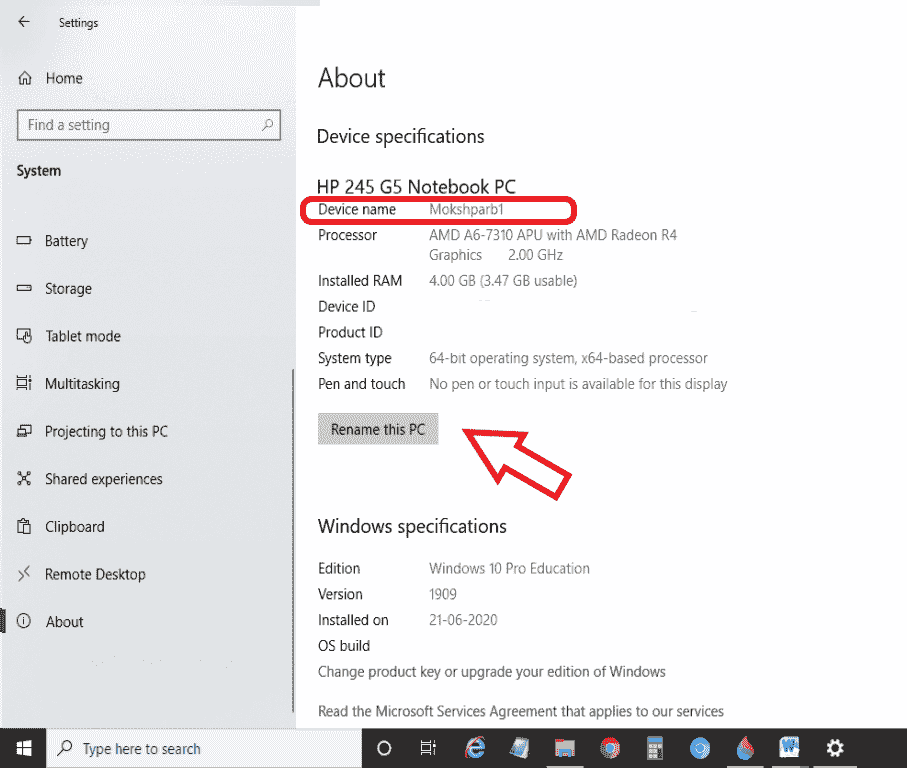 Settings
Home
Find a setting
System
Battery
Storage
Tablet mode
Multitasking
Projecting to this PC
Shared experiences
Clipboard
Remote Desktop
About
About
Device specifications
HP 245 G5 Notebook PC
Device name Mokshparb1
Processor AMD A6-7310 APU with AMD Radeon R4
Graphics 2.00 GHz
Installed RAM 4.00 GB (3.47 GB usable)
Device ID
Product ID
System type 64-bit operating system, x64-based processor
Pen and touch No pen or touch input is available for this display
Rename this PC
Windows specifications
Edition Windows 10 Pro Education
Version 1909
Installed on 21-06-2020
OS build
Change product key or upgrade your edition of Windows
Read the Microsoft Services Agreement that applies to our services
Type here to search